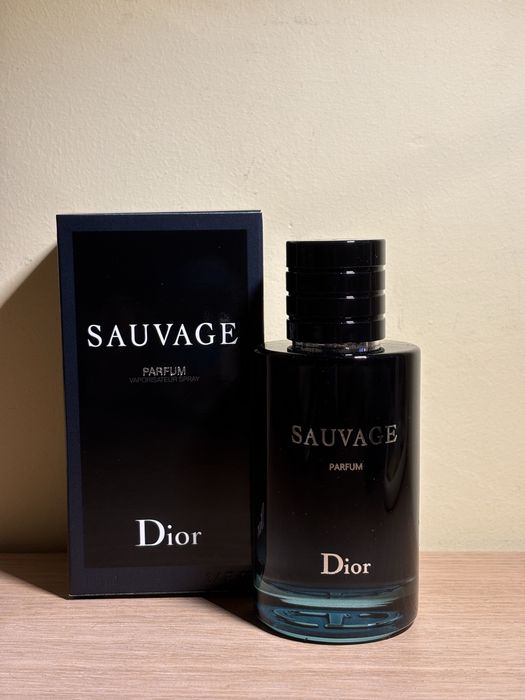 SAUVAGE
PARFUM
VAPORISATEUR SPRAY
Dior
SAUVAGE
PARFUM
Dior